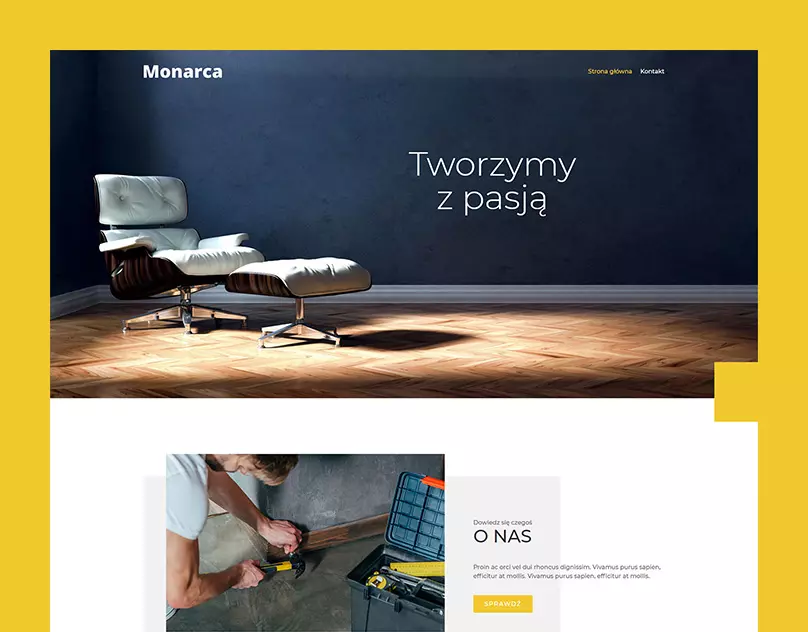 Monarca
Strona główna Kontakt
Tworzymy
z pasją
Dowiedz się czegoś
O NAS
Proin ac orci vel dui rhoncus dignissim. Vivamus purus sapien,
efficitur at mollis. Vivamus purus sapien, efficitur at mollis.
SPRAWDŹ